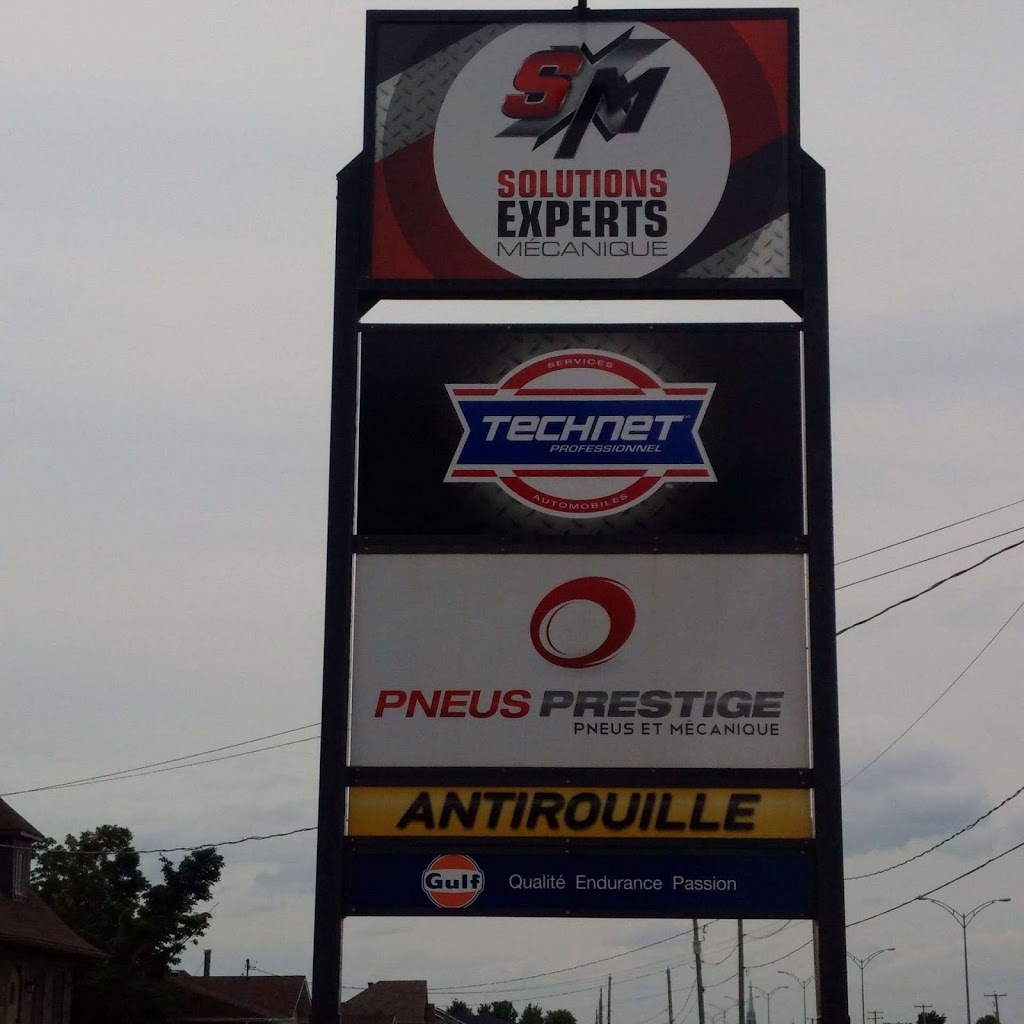 SM
SOLUTIONS
EXPERTS
MÉCANIQUE
SERVICES
TECHNET
PROFESSIONNEL
AUTOMOBILES
PNEUS PRESTIGE
PNEUS ET MÉCANIQUE
ANTIROUILLE
Gulf Qualité Endurance Passion